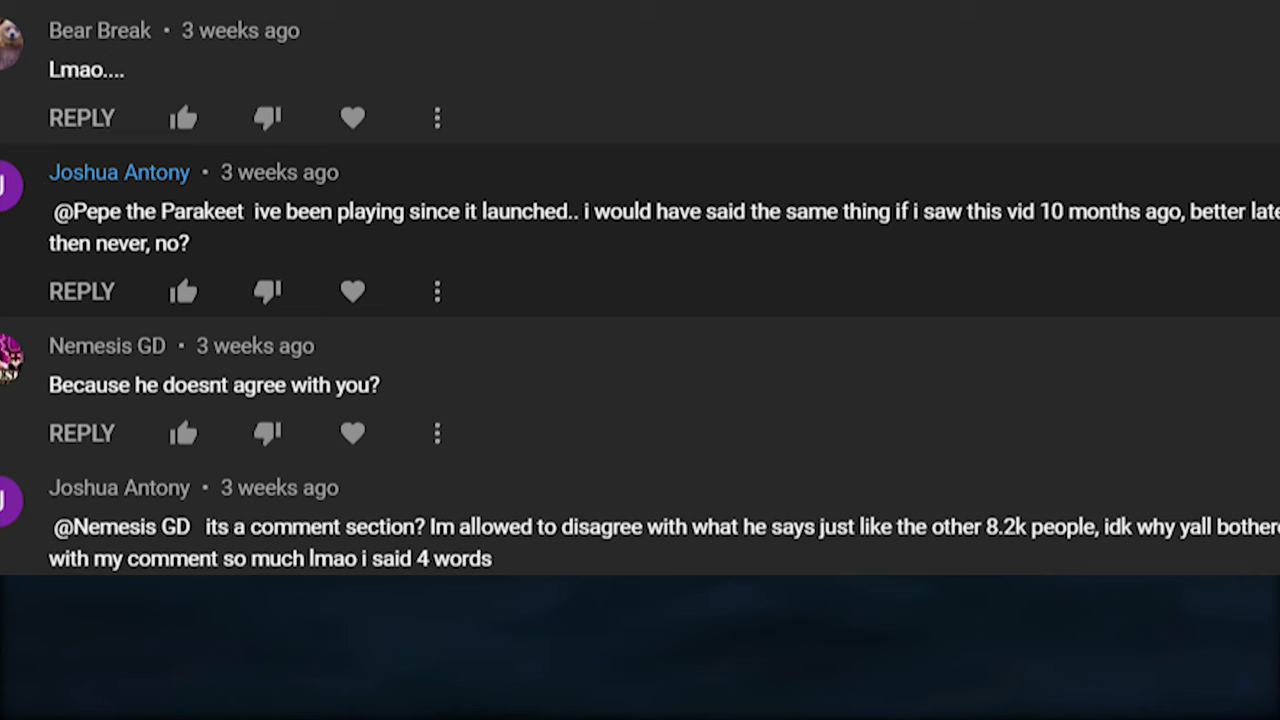 Bear Break • 3 weeks ago
Lmao....
REPLY
Joshua Antony • 3 weeks ago
@Pepe the Parakeet ive been playing since it launched.. i would have said the same thing if i saw this vid 10 months ago, better late
then never, no?
REPLY
Nemesis GD • 3 weeks ago
Because he doesnt agree with you?
REPLY
Joshua Antony • 3 weeks ago
@Nemesis GD its a comment section? Im allowed to disagree with what he says just like the other 8.2k people, idk why yall bothere
with my comment so much lmao i said 4 words